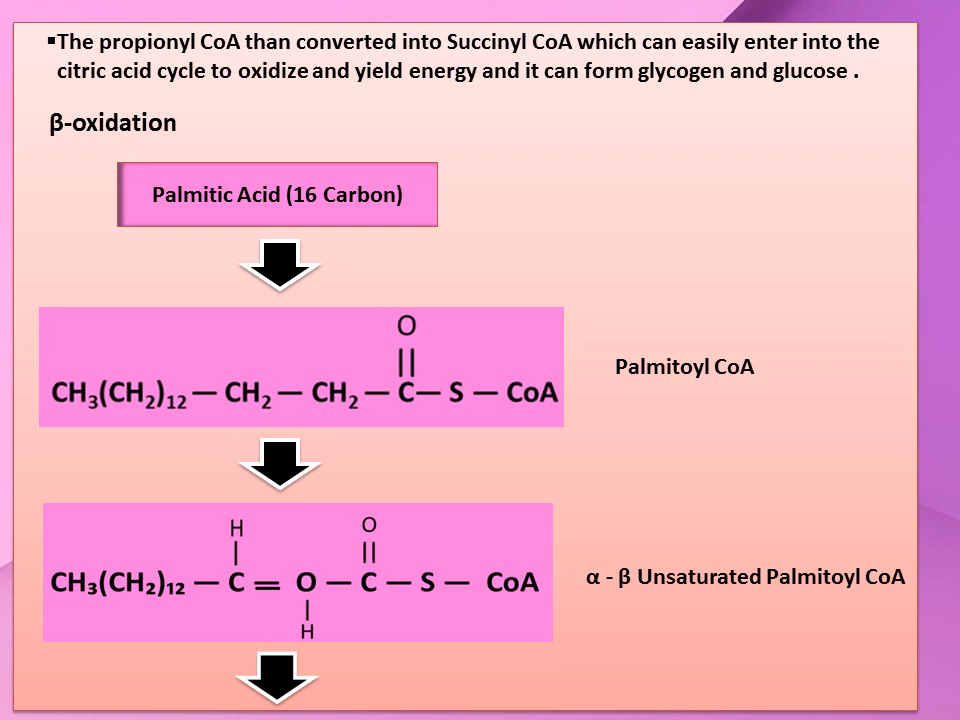 ▪The propionyl CoA than converted into Succinyl CoA which can easily enter into the
citric acid cycle to oxidize and yield energy and it can form glycogen and glucose .
β-oxidation
Palmitic Acid (16 Carbon)
O
||
CH₃(CH₂)₁₂ — CH₂ — CH₂ — C— S — CoA
Palmitoyl CoA
H O
| ||
CH₃(CH₂)₁₂ — C = O — C — S — CoA
|
H
α - β Unsaturated Palmitoyl CoA